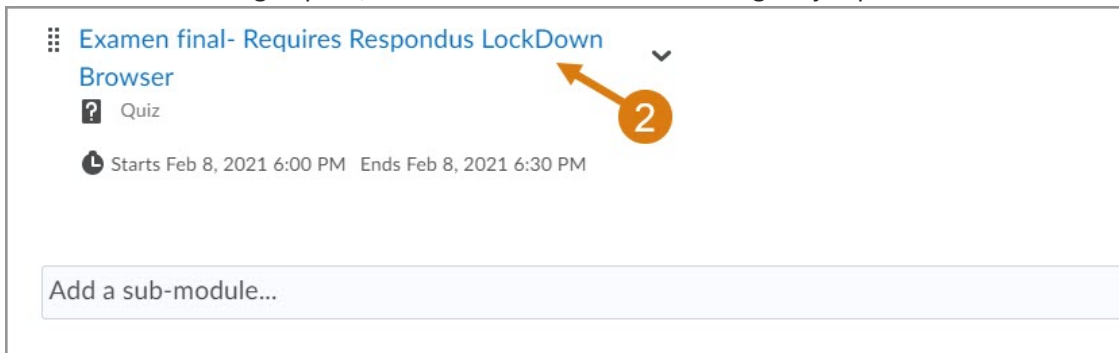 Examen final- Requires Respondus LockDown
Browser
Quiz
2
Starts Feb 8, 2021 6:00 PM Ends Feb 8, 2021 6:30 PM
Add a sub-module...